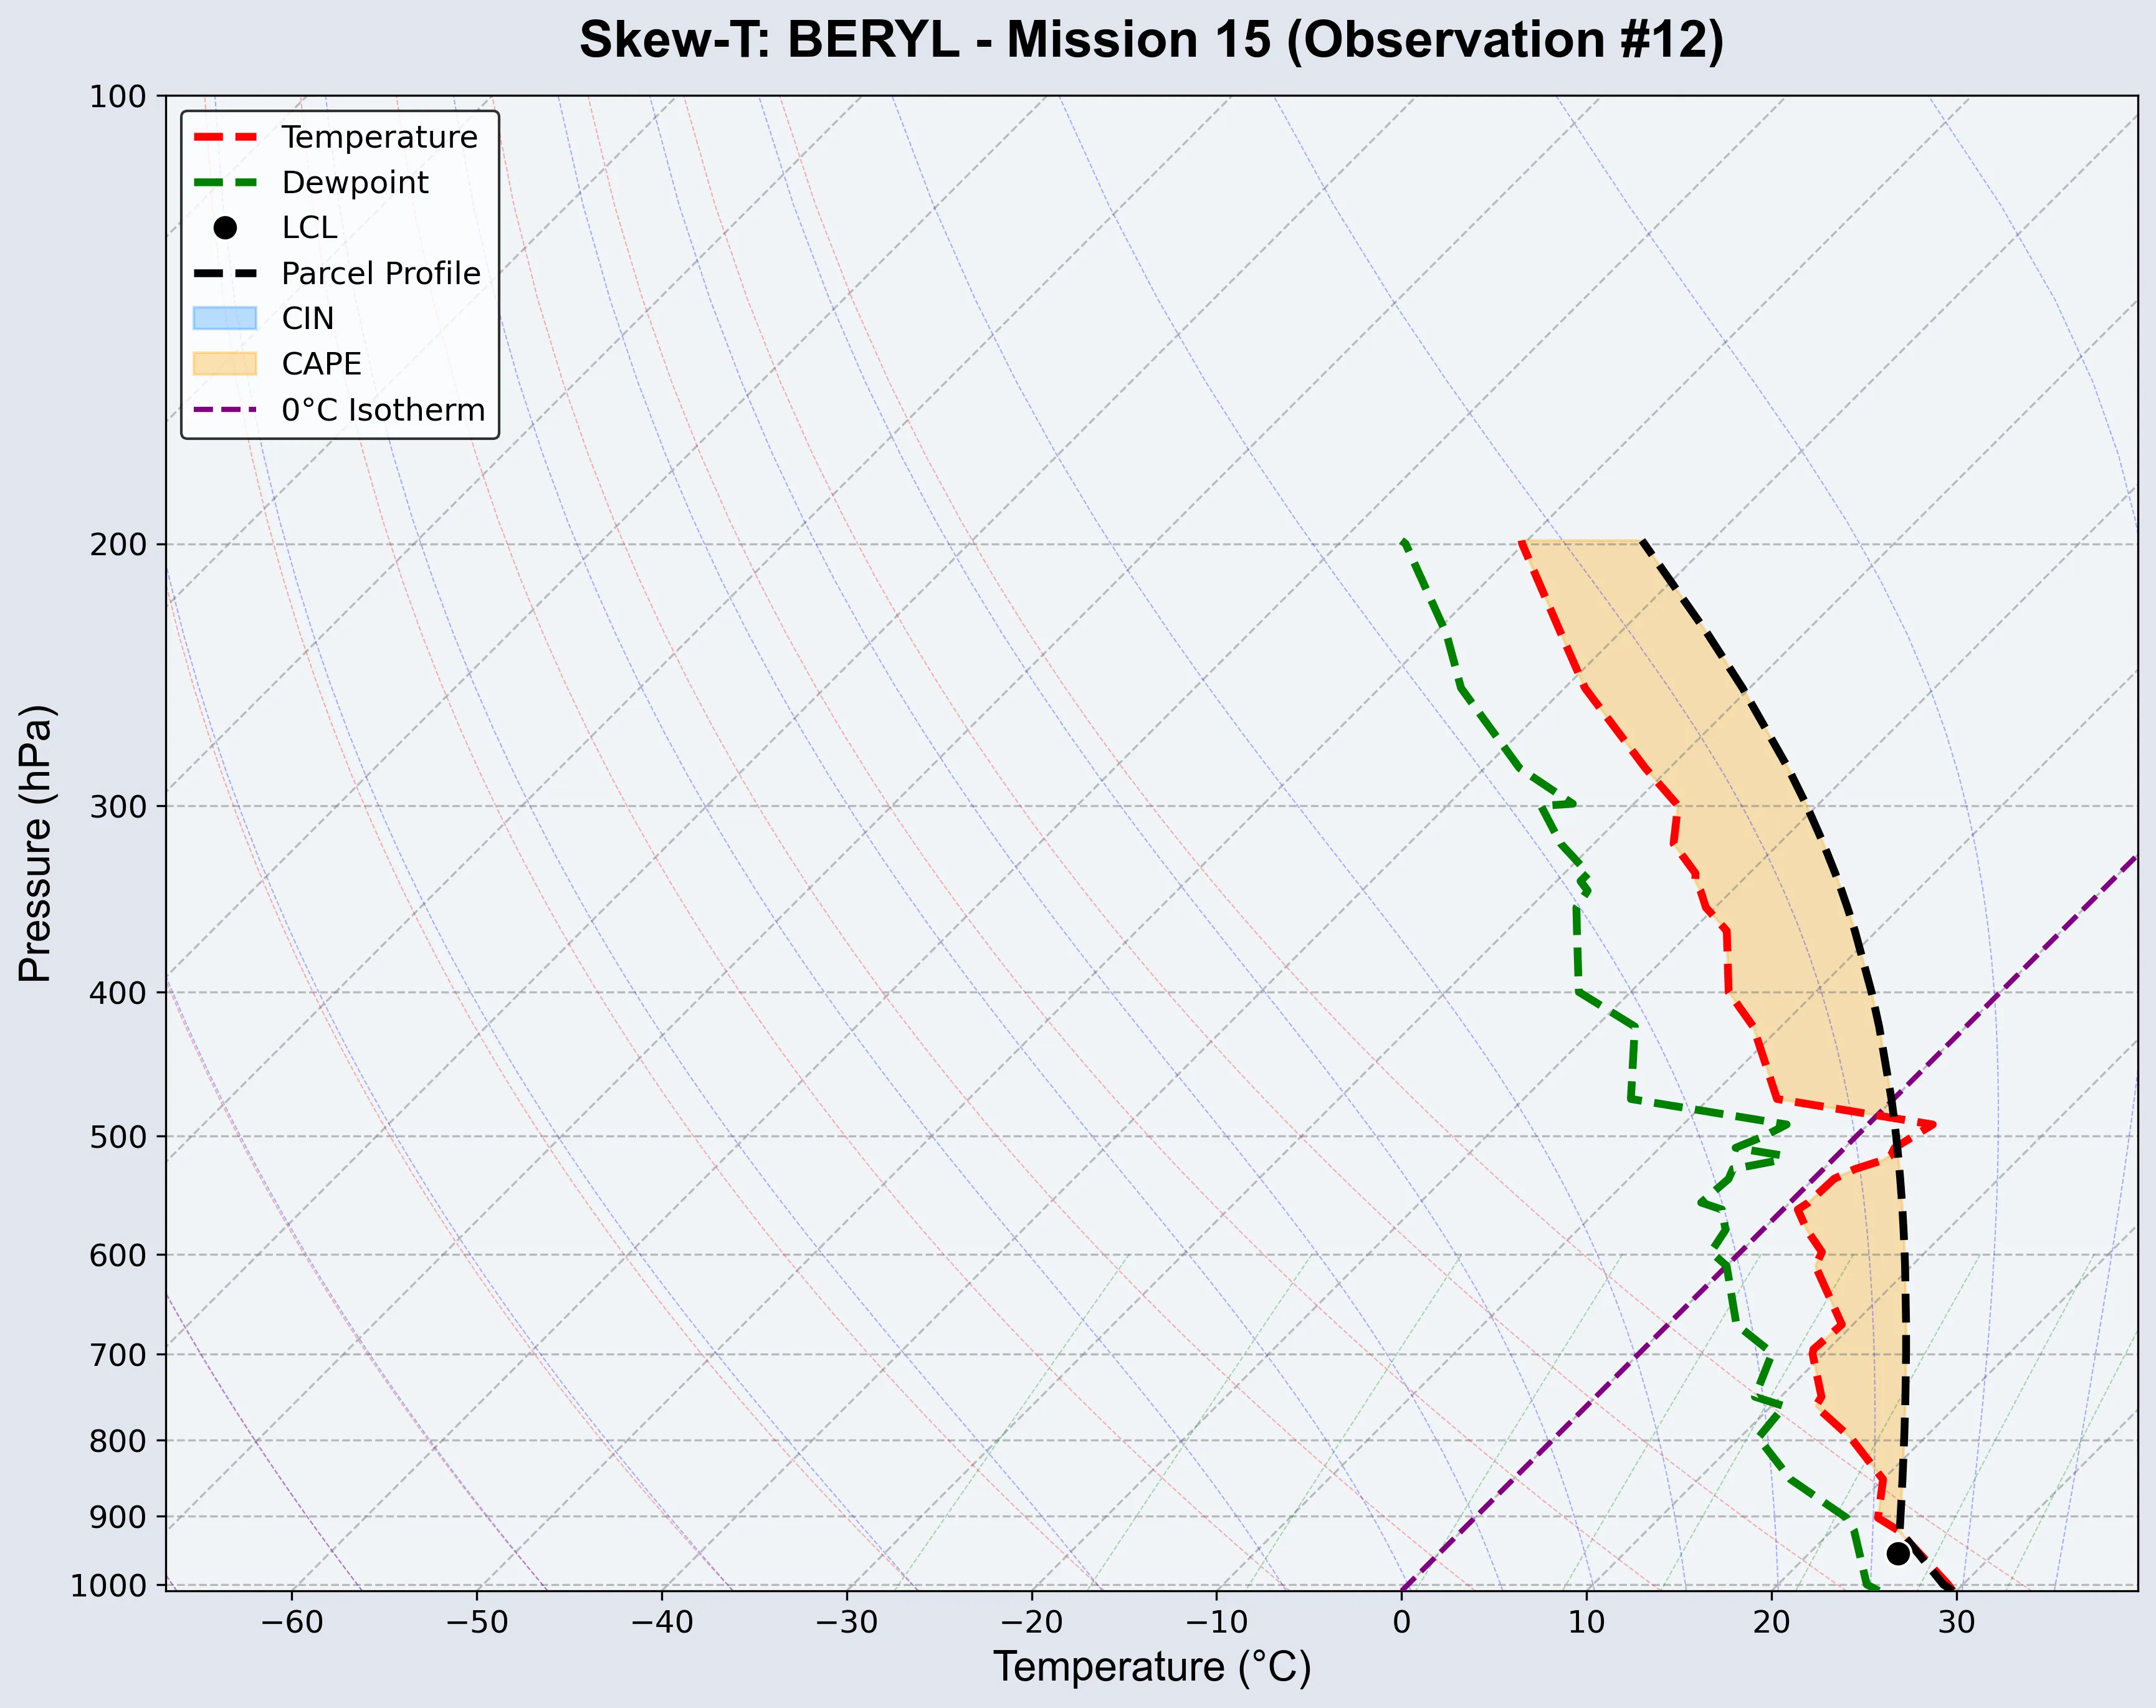 Skew-T: BERYL - Mission 15 (Observation #12)
100
200
300
400
500
600
700
800
900
1000
Pressure (hPa)
Temperature
Dewpoint
LCL
Parcel Profile
CIN
CAPE
0°C Isotherm
−60 −50 −40 −30 −20 −10 0 10 20 30
Temperature (°C)